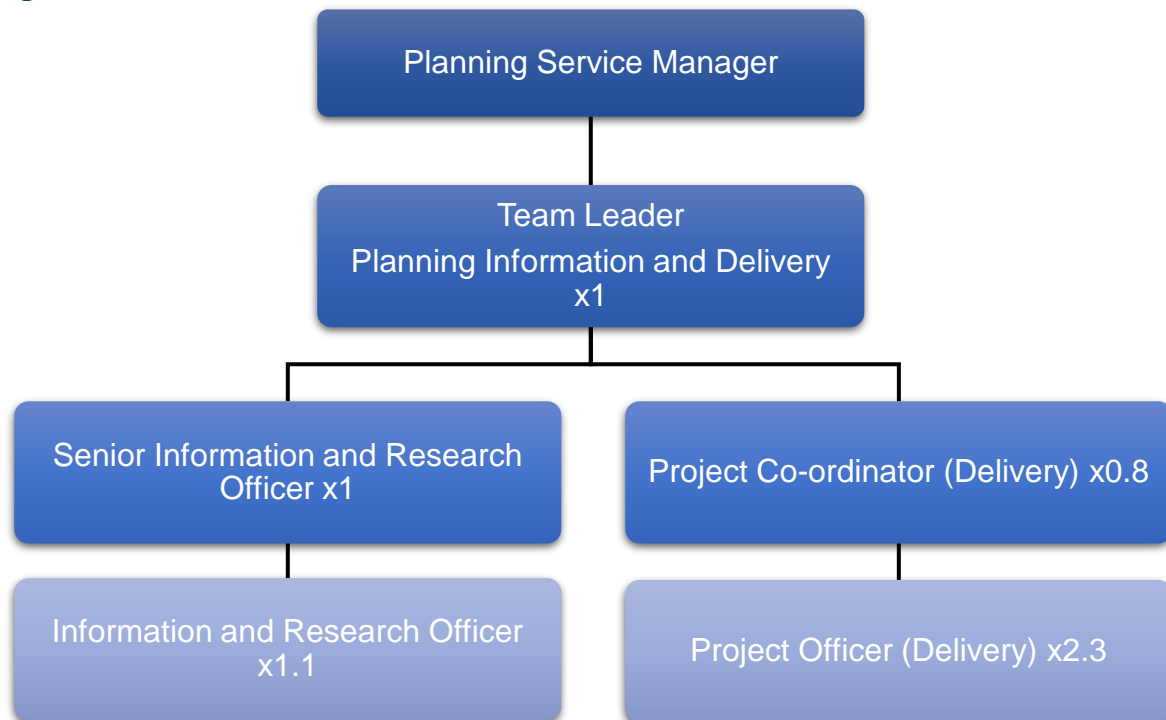 Planning Service Manager
Team Leader
Planning Information and Delivery
x1
Senior Information and Research
Officer x1
Project Co-ordinator (Delivery) x0.8
Information and Research Officer
x1.1
Project Officer (Delivery) x2.3